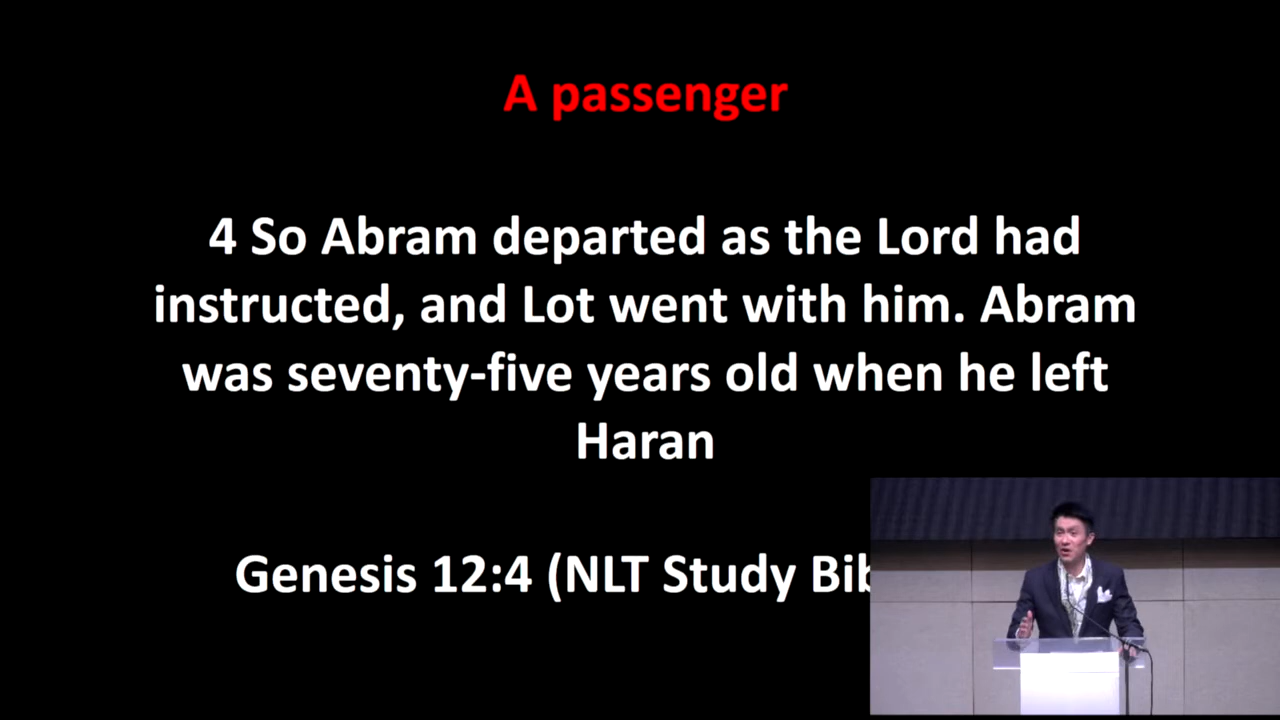 A passenger
4 So Abram departed as the Lord had
instructed, and Lot went with him. Abram
was seventy-five years old when he left
Haran
Genesis 12:4 (NLT Study